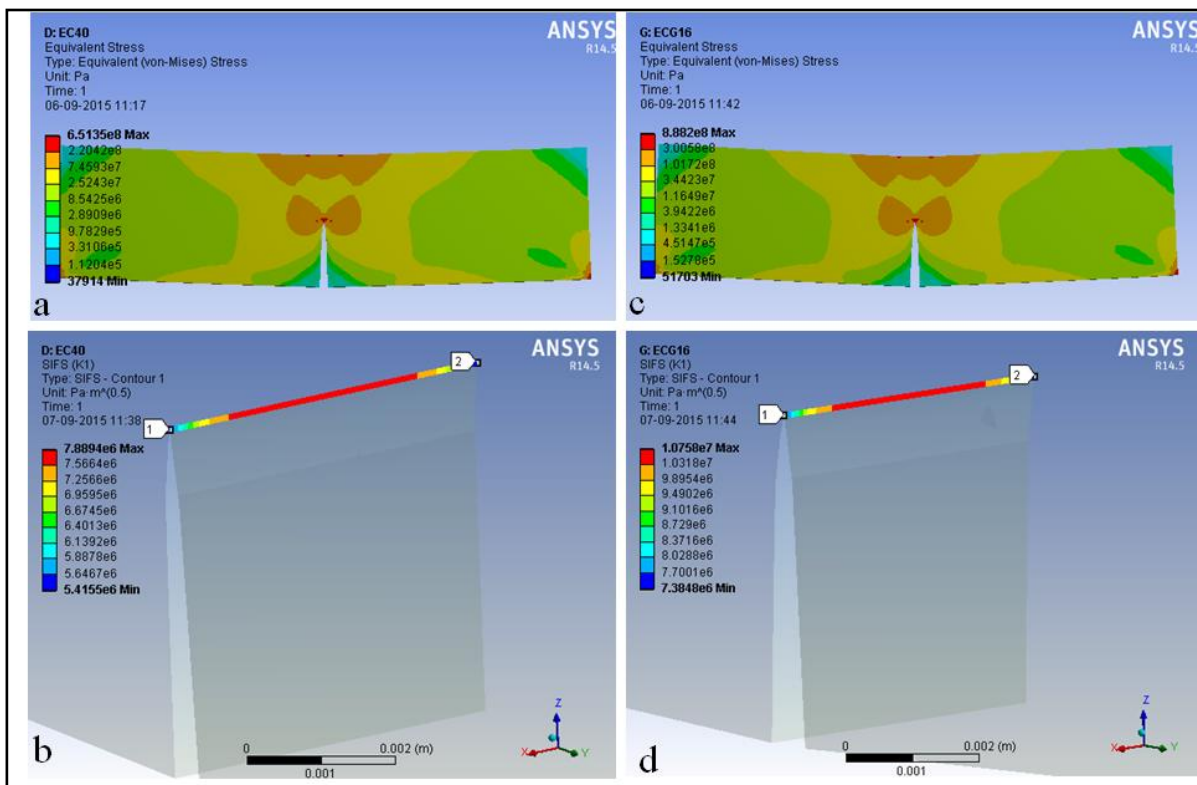 D: EC40
Equivalent Stress
Type: Equivalent (von-Mises) Stress
Unit: Pa
Time: 1
06-09-2015 11:17
ANSYS
R14.5
6.5135e8 Max
2.2042e8
7.4593e7
2.5243e7
8.5425e6
2.8909e6
9.7829e5
3.3106e5
1.1204e5
37914 Min
a
G: ECG16
Equivalent Stress
Type: Equivalent (von-Mises) Stress
Unit: Pa
Time: 1
06-09-2015 11:42
ANSYS
R14.5
8.882e8 Max
3.0058e8
1.0172e8
3.4423e7
1.1649e7
3.9422e6
1.3341e6
4.5147e5
1.5278e5
51703 Min
c
D: EC40
SIFS (K1)
Type: SIFS - Contour 1
Unit: Pa·m^(0.5)
Time: 1
07-09-2015 11:38
ANSYS
R14.5
1
2
7.8894e6 Max
7.5664e6
7.2566e6
6.9595e6
6.6745e6
6.4013e6
6.1392e6
5.8878e6
5.6467e6
5.4155e6 Min
0
0.002 (m)
0.001
Z
X
Y
b
G: ECG16
SIFS (K1)
Type: SIFS - Contour 1
Unit: Pa·m^(0.5)
Time: 1
07-09-2015 11:44
ANSYS
R14.5
1
2
1.0758e7 Max
1.0318e7
9.8954e6
9.4902e6
9.1016e6
8.729e6
8.3716e6
8.0288e6
7.7001e6
7.3848e6 Min
0
0.002 (m)
0.001
Z
X
Y
d